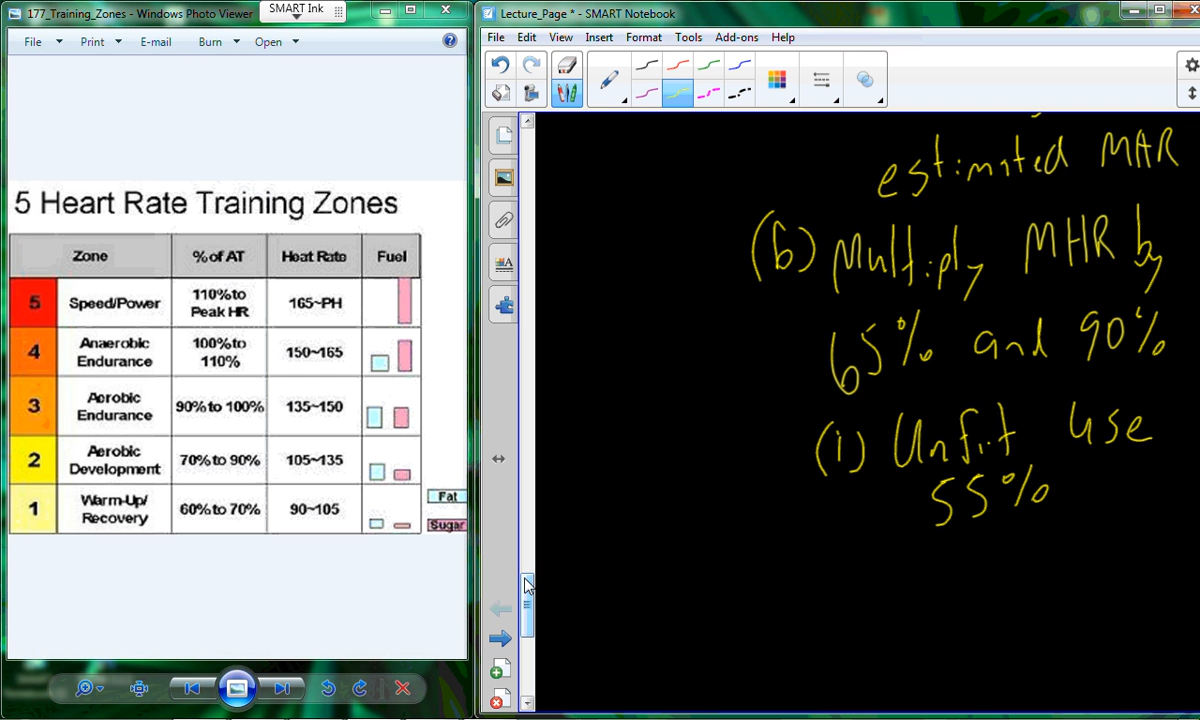 177_Training_Zones - Windows Photo Viewer
SMART Ink
File Print E-mail Burn Open
5 Heart Rate Training Zones
Zone % of AT Heat Rate Fuel
5 Speed/Power 110% to Peak HR 165~PH
4 Anaerobic Endurance 100% to 110% 150~165
3 Aerobic Endurance 90% to 100% 135~150
2 Aerobic Development 70% to 90% 105~135
1 Warm-Up/ Recovery 60% to 70% 90~105
Fat
Sugar
Lecture_Page * - SMART Notebook
File Edit View Insert Format Tools Add-ons Help
estimated MHR
(b) Multiply MHR by
65% and 90%
(i) Unfit use
55%